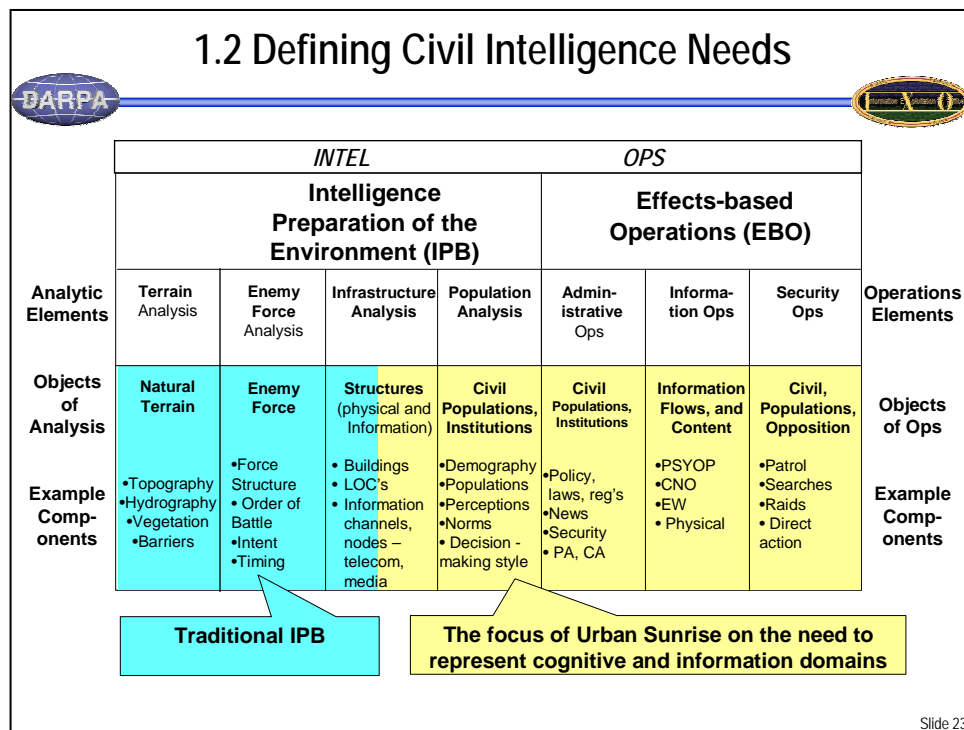 1.2 Defining Civil Intelligence Needs
DARPA
Information Exploitation Office
I X O
INTEL
OPS
Intelligence
Preparation of the
Environment (IPB)
Effects-based
Operations (EBO)
Analytic
Elements
Terrain
Analysis
Enemy
Force
Analysis
Infrastructure
Analysis
Population
Analysis
Admin-
istrative
Ops
Informa-
tion Ops
Security
Ops
Operations
Elements
Objects
of
Analysis
Natural
Terrain
Enemy
Force
Structures
(physical and
Information)
Civil
Populations,
Institutions
Civil
Populations,
Institutions
Information
Flows, and
Content
Civil,
Populations,
Opposition
Objects
of Ops
Example
Comp-
onents
•Topography
•Hydrography
•Vegetation
•Barriers
•Force
Structure
• Order of
Battle
•Intent
•Timing
• Buildings
• LOC's
• Information
channels,
nodes –
telecom,
media
•Demography
•Populations
•Perceptions
•Norms
• Decision -
making style
•Policy,
laws, reg's
•News
•Security
• PA, CA
•PSYOP
•CNO
•EW
• Physical
•Patrol
•Searches
•Raids
• Direct
action
Example
Comp-
onents
Traditional IPB
The focus of Urban Sunrise on the need to
represent cognitive and information domains
Slide 23